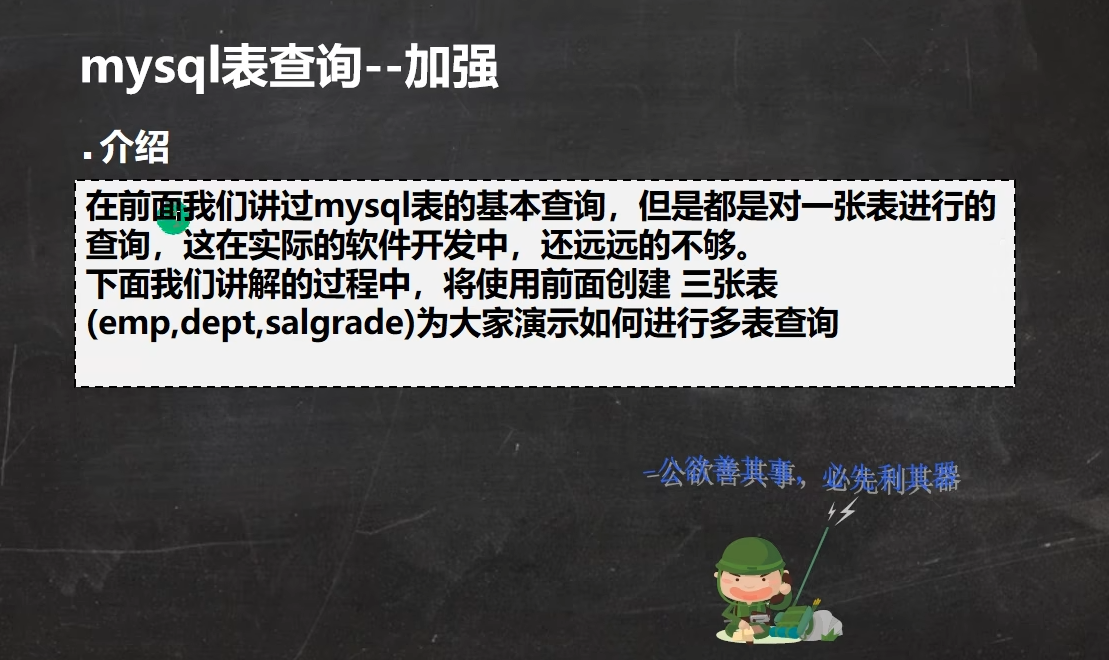 mysql表查询--加强
. 介绍
在前面我们讲过mysql表的基本查询，但是都是对一张表进行的
查询，这在实际的软件开发中，还远远的不够。
下面我们讲解的过程中，将使用前面创建 三张表
(emp,dept,salgrade)为大家演示如何进行多表查询
-公欲善其事，必先利其器